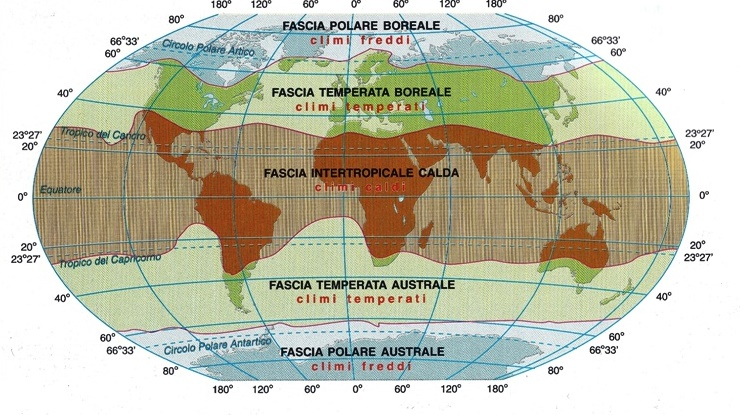 180° 120° 60° 0° 60° 120° 180°
80° FASCIA POLARE BOREALE 80°
climi freddi
66°33' Circolo Polare Artico 66°33'
60° 60°
40° FASCIA TEMPERATA BOREALE 40°
climi temperati
23°27' Tropico del Cancro 23°27'
20° 20°
FASCIA INTERTROPICALE CALDA
climi caldi
Equatore
0° 0°
20° 20°
23°27' Tropico del Capricorno 23°27'
FASCIA TEMPERATA AUSTRALE
40° climi temperati 40°
60° 60°
66°33' Circolo Polare Antartico 66°33'
FASCIA POLARE AUSTRALE
80° climi freddi 80°
180° 120° 60° 0° 60° 120° 180°